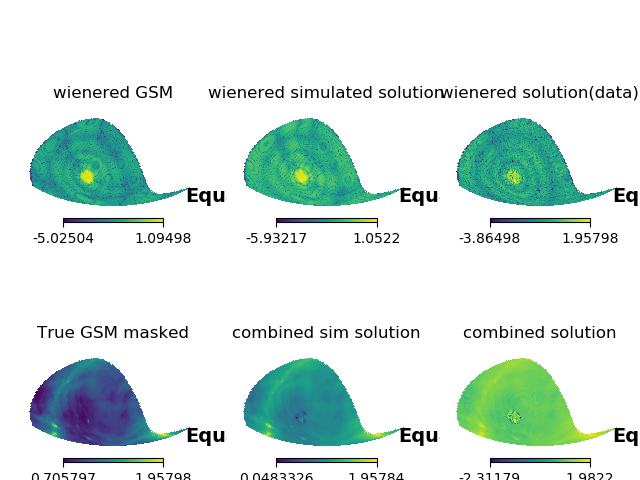 wienered GSM
wienered simulated solution
wienered solution(data)
Equ
Equ
Eq
-5.02504 1.09498
-5.93217 1.0522
-3.86498 1.95798
True GSM masked
combined sim solution
combined solution
Equ
Equ
Eq
0.705797 1.95798
0.0483326 1.95784
-2.31179 1.9822